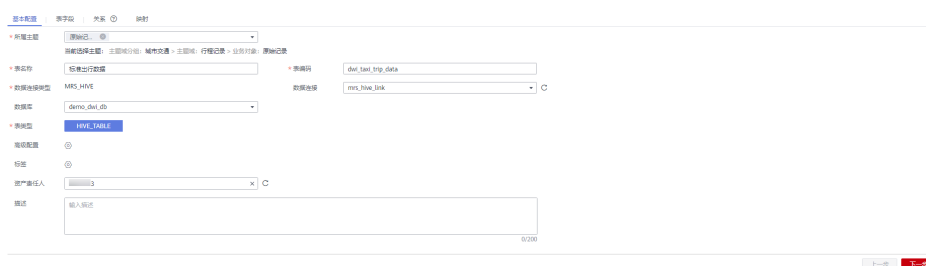 基本配置 表字段 关系 映射
* 所属主题 原始记...
当前选择主题: 主题域分组: 城市交通 > 主题域: 行程记录 > 业务对象: 原始记录
* 表名称 标准出行数据 * 表编码 dwi_taxi_trip_data
* 数据连接类型 MRS_HIVE 数据连接 mrs_hive_link
数据库 demo_dwi_db
* 表类型 HIVE_TABLE
高级配置
标签
资产责任人 3
描述 输入描述
0/200
上一步 下一步